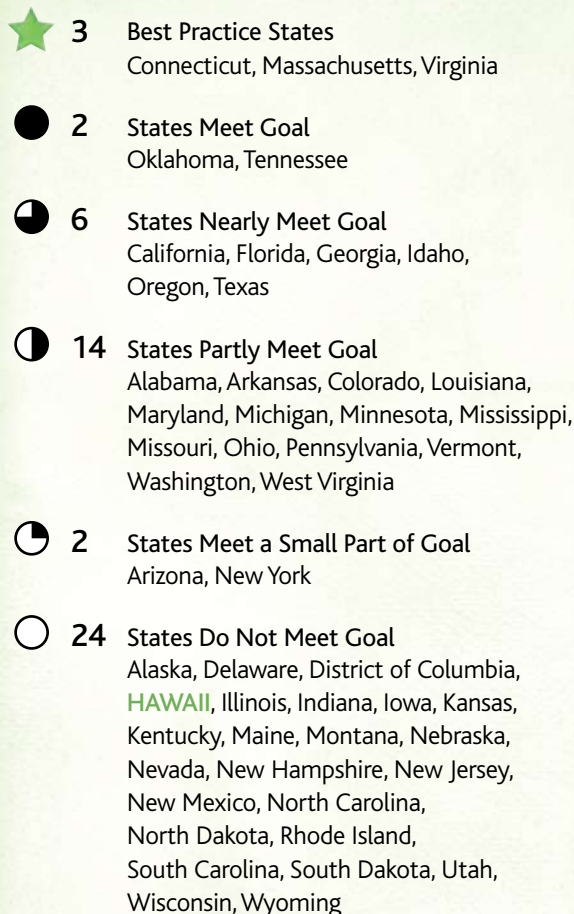 3 Best Practice States
Connecticut, Massachusetts, Virginia
2 States Meet Goal
Oklahoma, Tennessee
6 States Nearly Meet Goal
California, Florida, Georgia, Idaho,
Oregon, Texas
14 States Partly Meet Goal
Alabama, Arkansas, Colorado, Louisiana,
Maryland, Michigan, Minnesota, Mississippi,
Missouri, Ohio, Pennsylvania, Vermont,
Washington, West Virginia
2 States Meet a Small Part of Goal
Arizona, New York
24 States Do Not Meet Goal
Alaska, Delaware, District of Columbia,
HAWAII, Illinois, Indiana, Iowa, Kansas,
Kentucky, Maine, Montana, Nebraska,
Nevada, New Hampshire, New Jersey,
New Mexico, North Carolina,
North Dakota, Rhode Island,
South Carolina, South Dakota, Utah,
Wisconsin, Wyoming